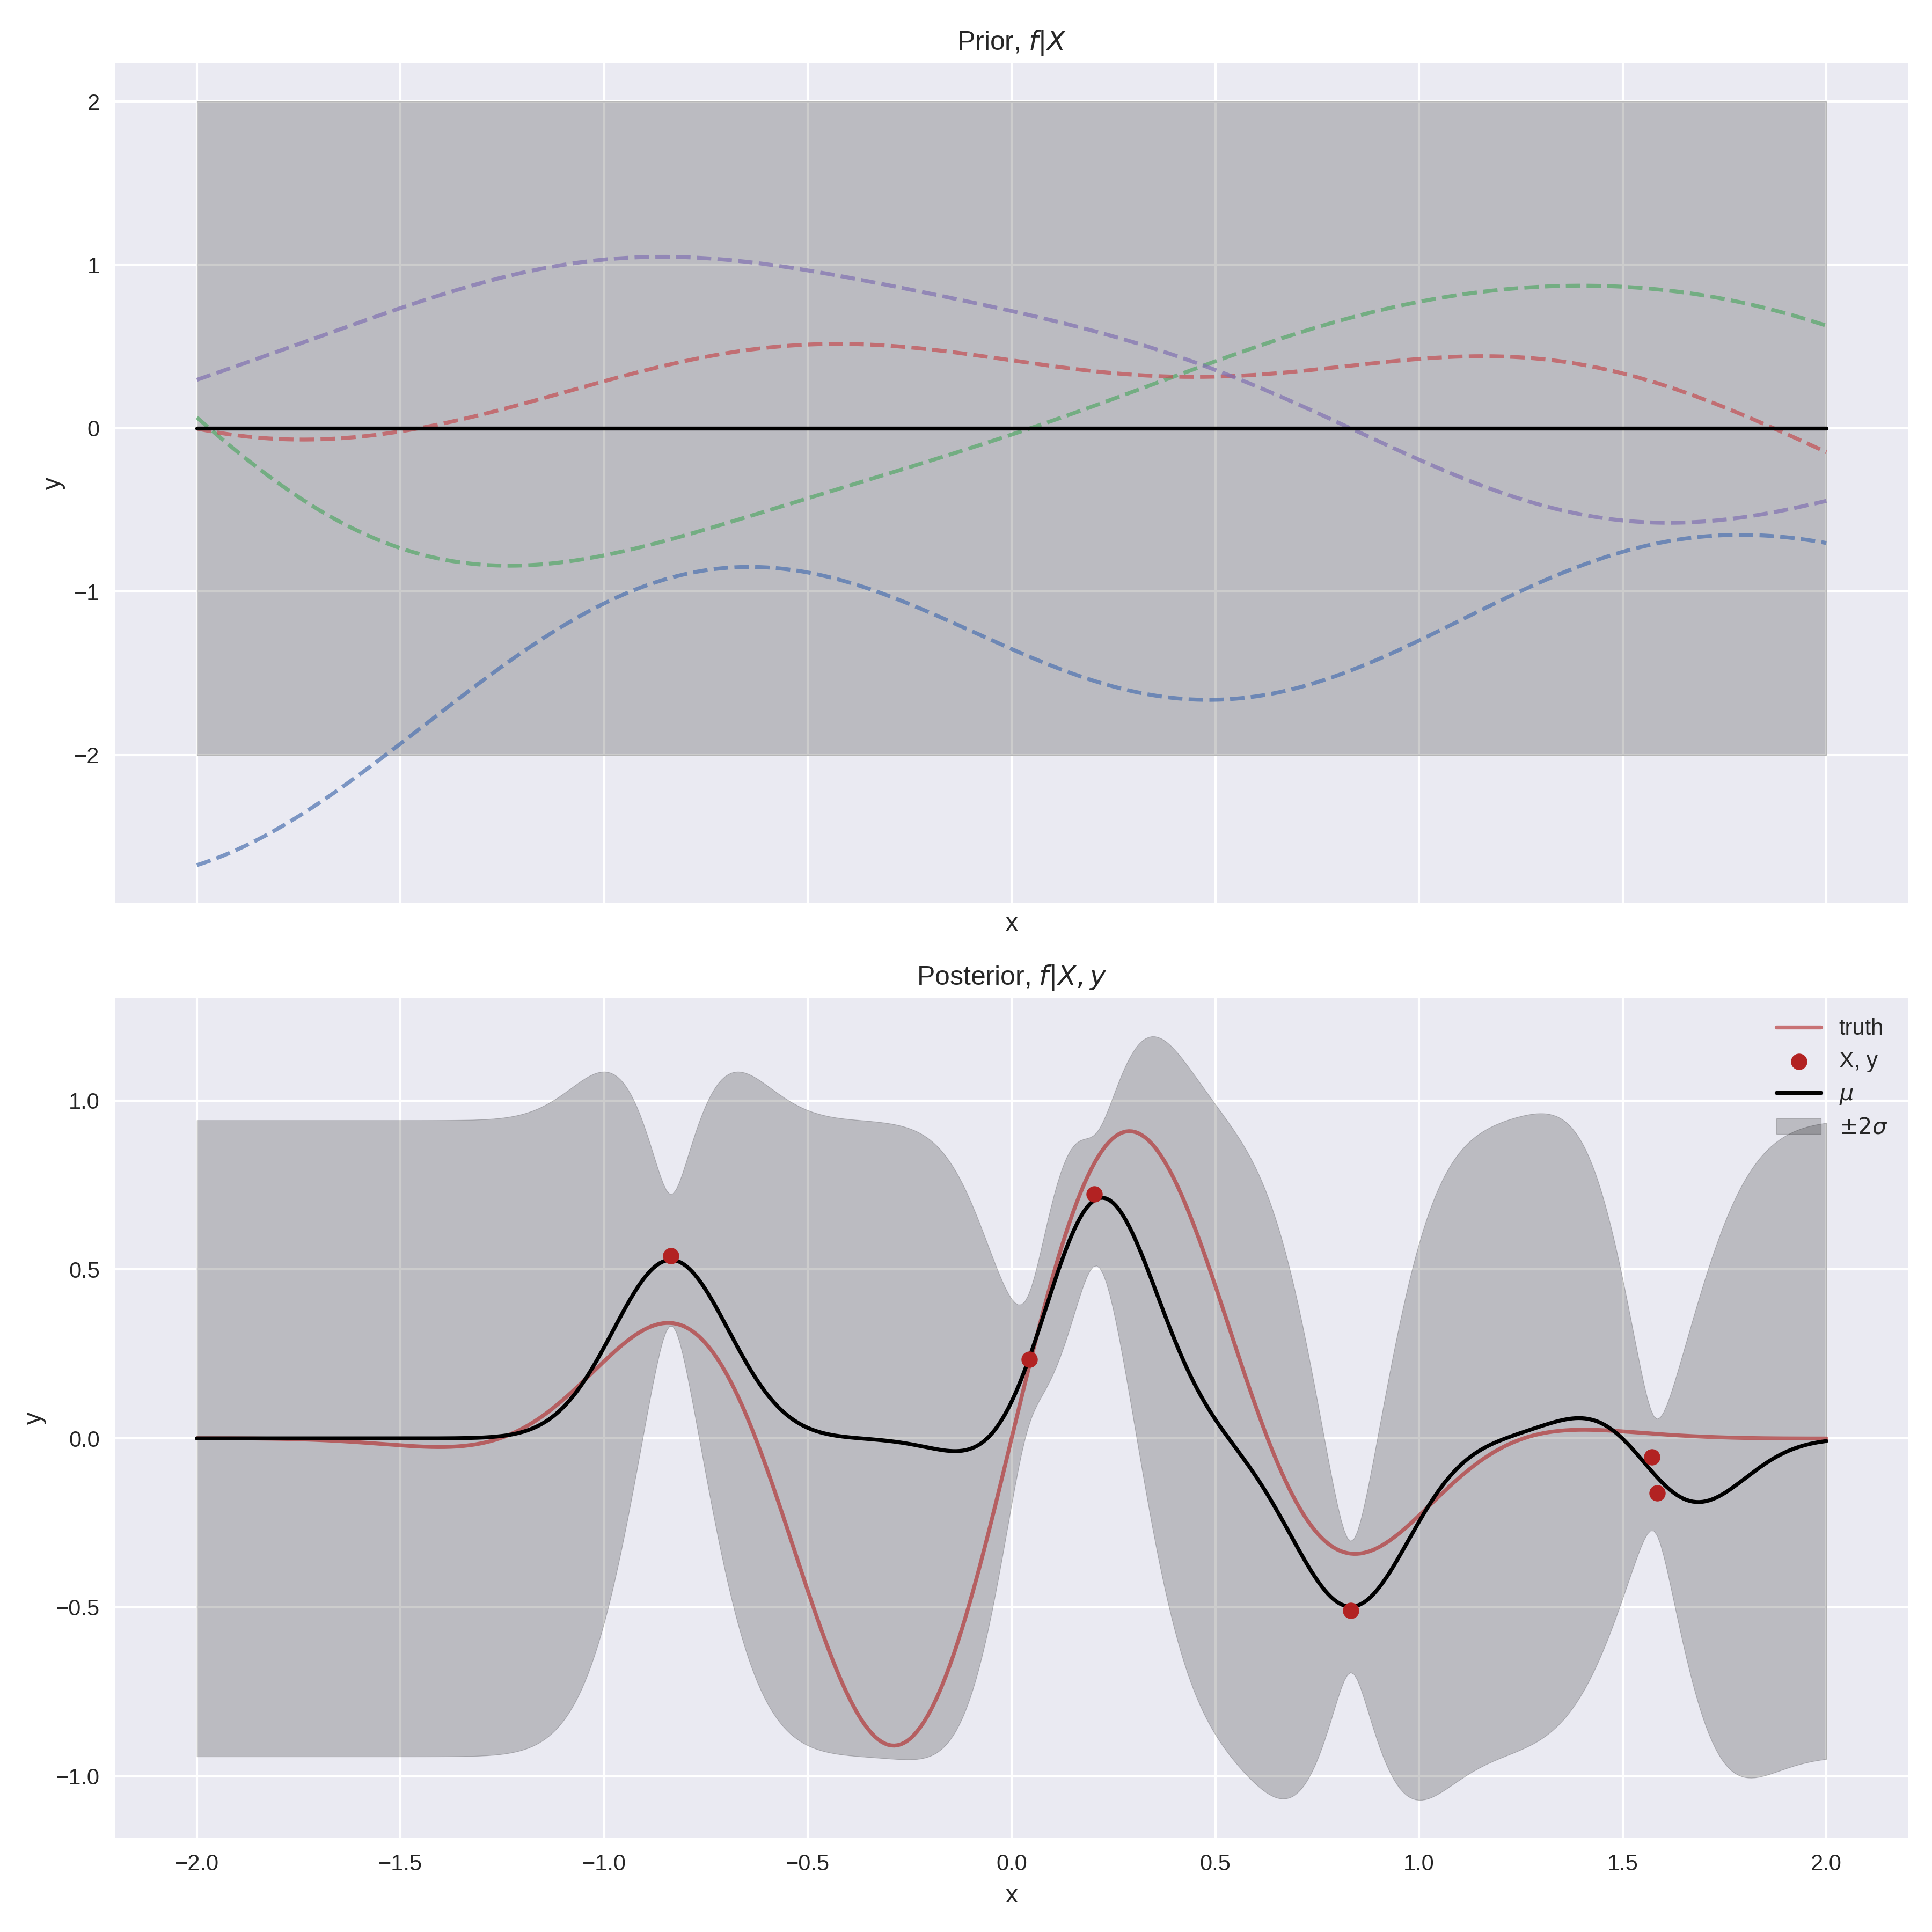 Prior, f|X
2
1
0
−1
−2
y
x
Posterior, f|X, y
truth
X, y
μ
±2σ
1.0
0.5
0.0
−0.5
−1.0
y
−2.0 −1.5 −1.0 −0.5 0.0 0.5 1.0 1.5 2.0
x